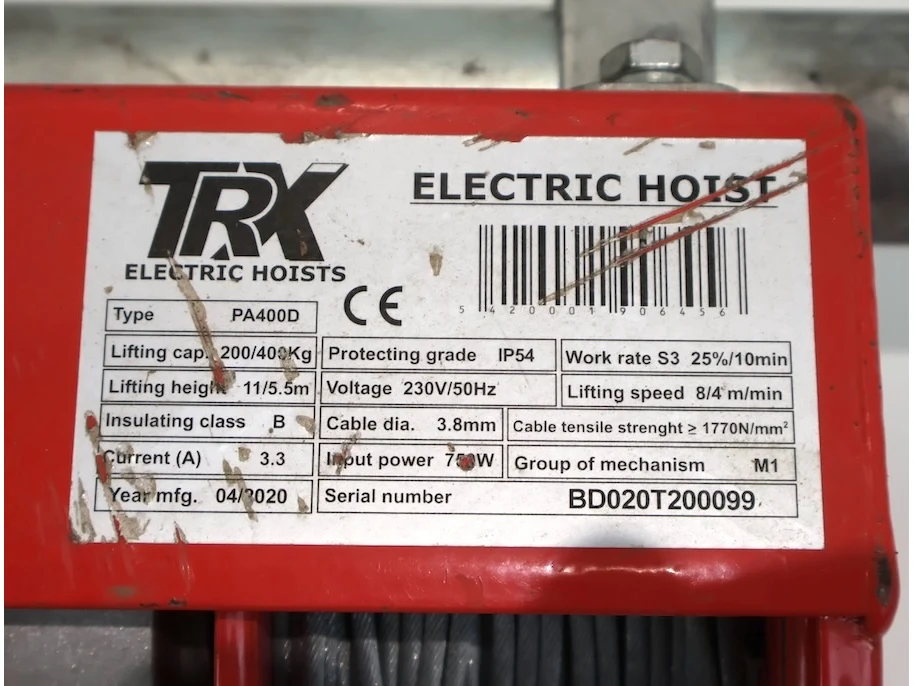 TRX
ELECTRIC HOISTS
ELECTRIC HOIST
CE
5 420001 906456
Type PA400D
Lifting cap. 200/400Kg Protecting grade IP54 Work rate S3 25%/10min
Lifting height 11/5.5m Voltage 230V/50Hz Lifting speed 8/4 m/min
Insulating class B Cable dia. 3.8mm Cable tensile strenght ≥ 1770N/mm²
Current (A) 3.3 Input power W Group of mechanism M1
Year mfg. 04/2020 Serial number BD020T200099